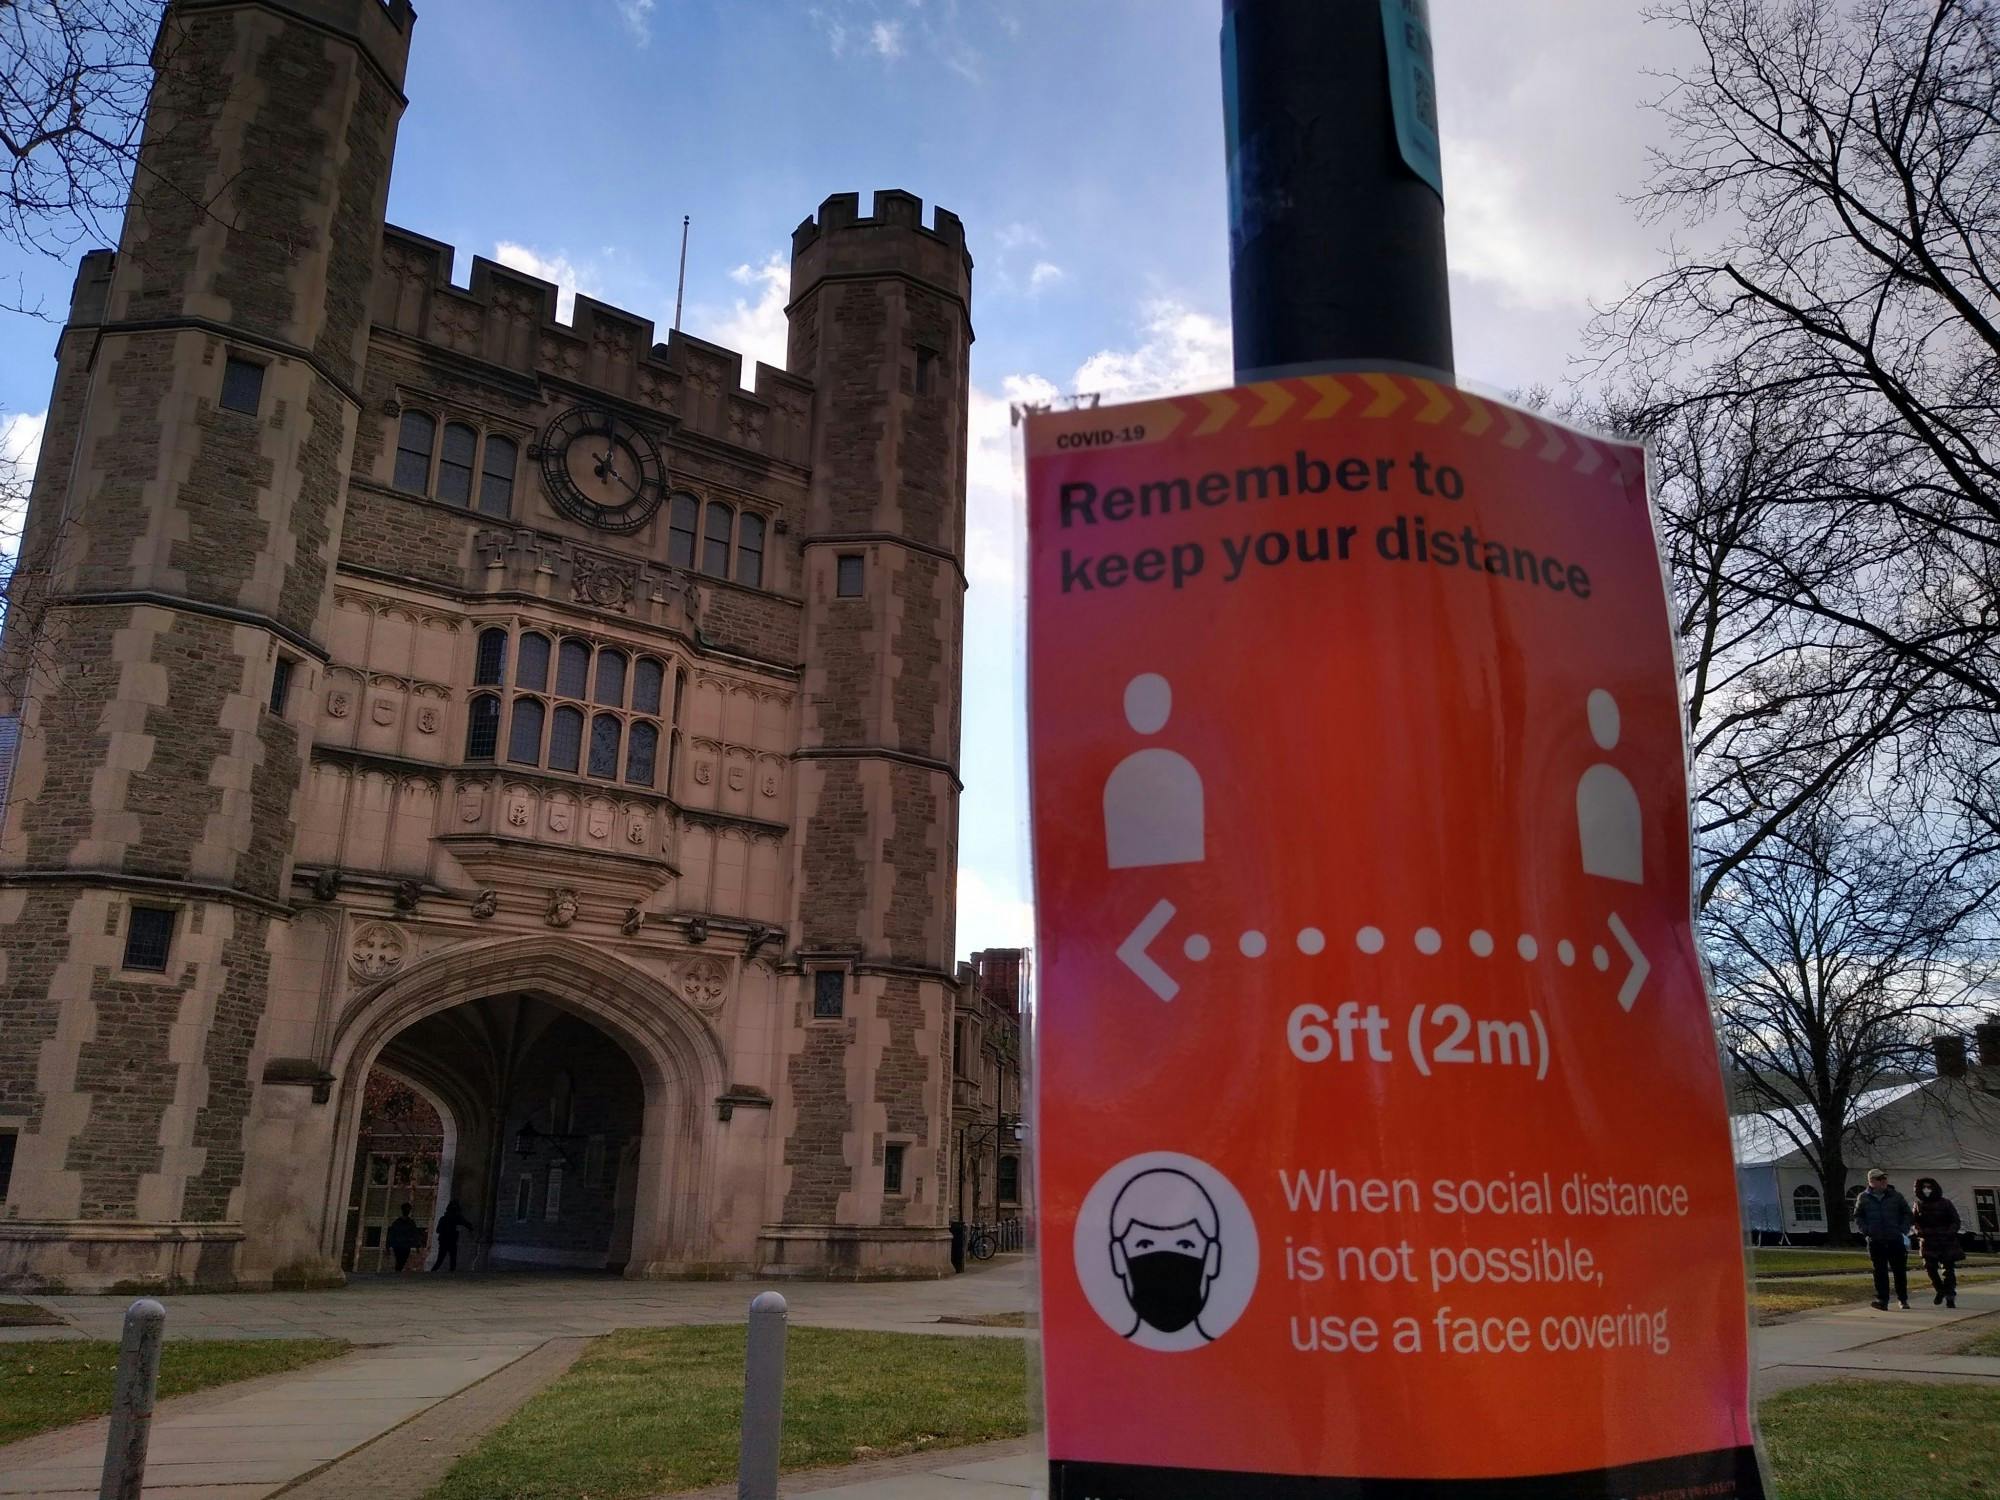 COVID-19
Remember to
keep your distance
6ft (2m)
When social distance
is not possible,
use a face covering